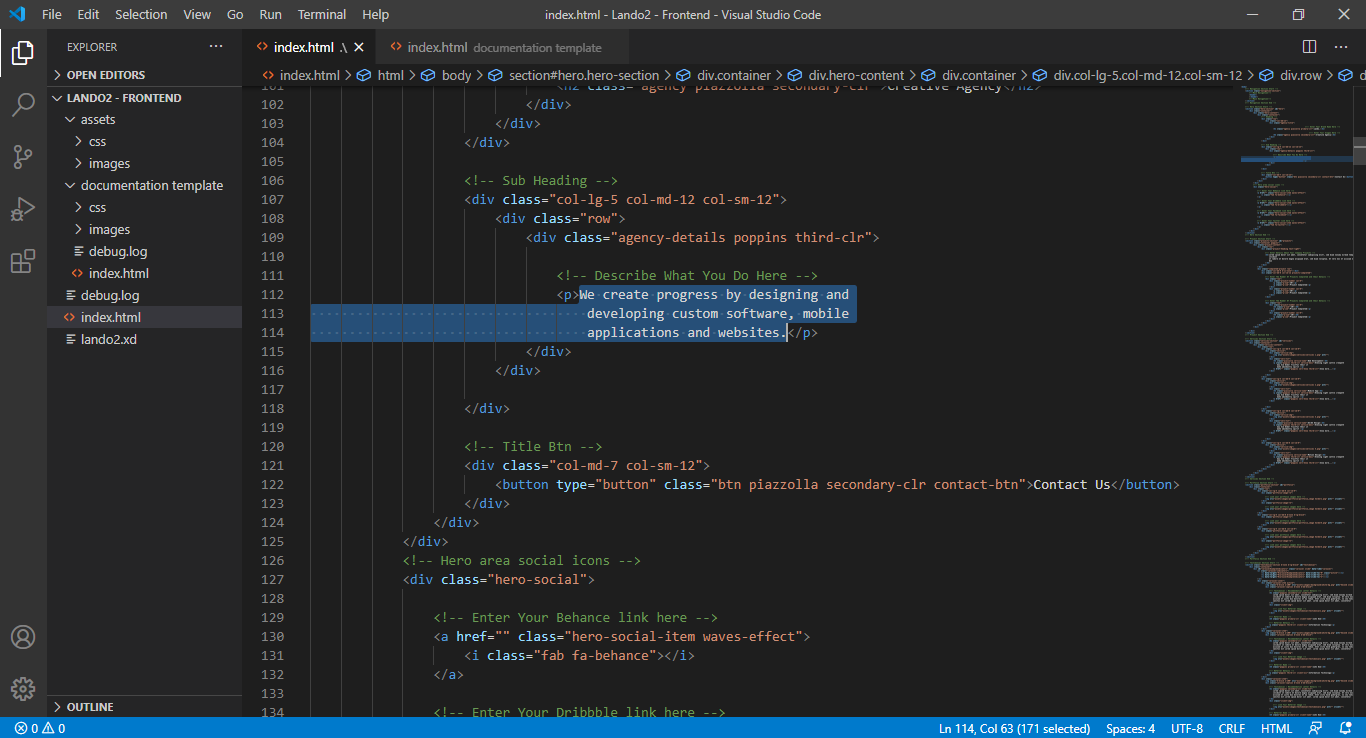 File Edit Selection View Go Run Terminal Help index.html - Lando2 - Frontend - Visual Studio Code
EXPLORER
OPEN EDITORS
LANDO2 - FRONTEND
assets
css
images
documentation template
css
images
debug.log
index.html
debug.log
index.html
lando2.xd
OUTLINE
index.html .\ index.html documentation template
index.html > html > body > section#hero.hero-section > div.container > div.hero-content > div.container > div.col-lg-5.col-md-12.col-sm-12 > div.row > d
101 <h2 class="agency piazzolla secondary-clr">Creative Agency</h2>
102 </div>
103 </div>
104 </div>
105
106 <!-- Sub Heading -->
107 <div class="col-lg-5 col-md-12 col-sm-12">
108 <div class="row">
109 <div class="agency-details poppins third-clr">
110
111 <!-- Describe What You Do Here -->
112 <p>We create progress by designing and
113 developing custom software, mobile
114 applications and websites.</p>
115 </div>
116 </div>
117
118 </div>
119
120 <!-- Title Btn -->
121 <div class="col-md-7 col-sm-12">
122 <button type="button" class="btn piazzolla secondary-clr contact-btn">Contact Us</button>
123 </div>
124 </div>
125 </div>
126 <!-- Hero area social icons -->
127 <div class="hero-social">
128
129 <!-- Enter Your Behance link here -->
130 <a href="" class="hero-social-item waves-effect">
131 <i class="fab fa-behance"></i>
132 </a>
133
134 <!-- Enter Your Dribbble link here -->
0 0 Ln 114, Col 63 (171 selected) Spaces: 4 UTF-8 CRLF HTML